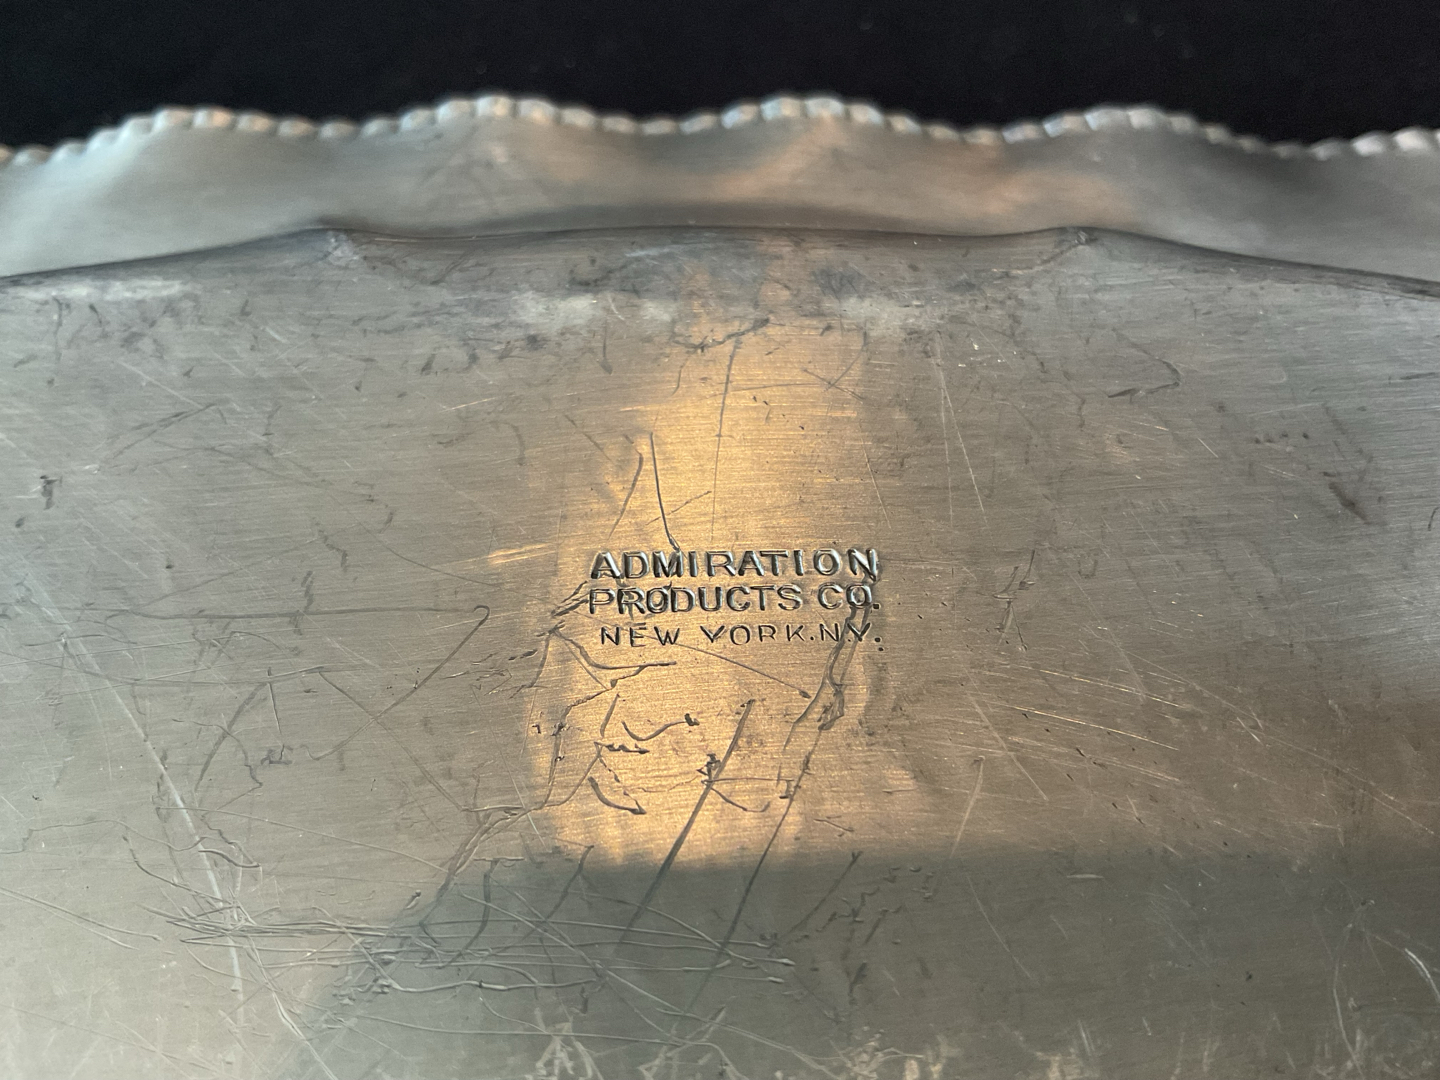 ADMIRATION
PRODUCTS CO.
NEW YORK.N.Y.